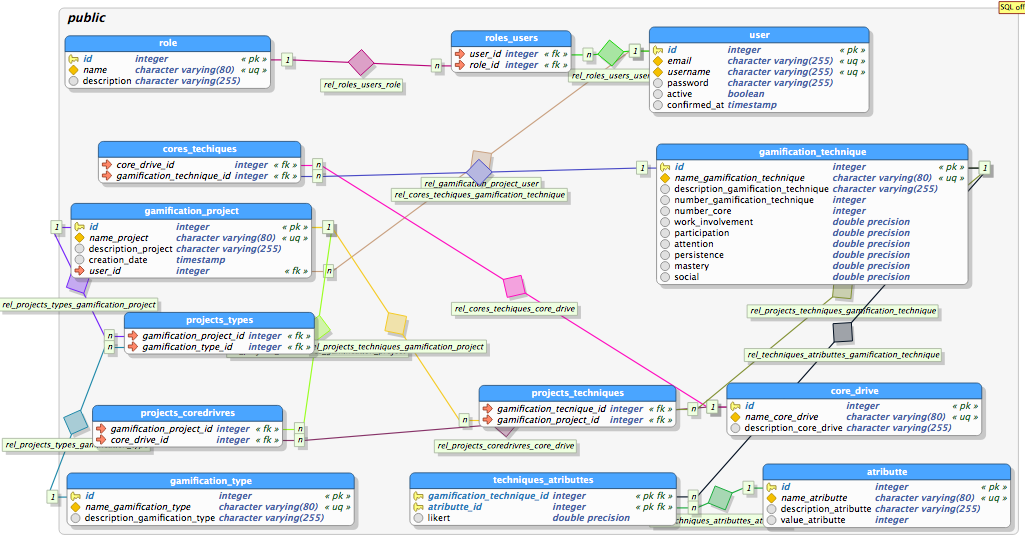 SQL off
public
role
id integer « pk »
name character varying(80) « uq »
description character varying(255)
1
n
rel_roles_users_role
roles_users
user_id integer « fk »
role_id integer « fk »
n
1
rel_roles_users_user
user
id integer « pk »
email character varying(255) « uq »
username character varying(255) « uq »
password character varying(255)
active boolean
confirmed_at timestamp
cores_techiques
core_drive_id integer « fk »
gamification_technique_id integer « fk »
n
n
rel_gamification_project_user
rel_cores_techiques_gamification_technique
1
gamification_technique
id integer « pk »
name_gamification_technique character varying(80) « uq »
description_gamification_technique character varying(255)
number_gamification_technique integer
number_core integer
work_involvement double precision
participation double precision
attention double precision
persistence double precision
mastery double precision
social double precision
1
gamification_project
id integer « pk »
name_project character varying(80) « uq »
description_project character varying(255)
creation_date timestamp
user_id integer « fk »
1
1
n
rel_projects_types_gamification_project
rel_cores_techiques_core_drive
rel_projects_techniques_gamification_technique
projects_types
gamification_project_id integer « fk »
gamification_type_id integer « fk »
n
n
el_projects_techniques_gamification_project
rel_techniques_atributtes_gamification_technique
projects_coredrivres
gamification_project_id integer « fk »
core_drive_id integer « fk »
n
n
rel_projects_types_gam
rel_projects_coredrivres_core_drive
projects_techniques
gamification_tecnique_id integer « fk »
gamification_project_id integer « fk »
n
n
1
core_drive
id integer « pk »
name_core_drive character varying(80) « uq »
description_core_drive character varying(255)
1
gamification_type
id integer « pk »
name_gamification_type character varying(80) « uq »
description_gamification_type character varying(255)
techniques_atributtes
gamification_technique_id integer « pk fk »
atributte_id integer « pk fk »
likert double precision
n
n
1
echniques_atributtes_at
atributte
id integer « pk »
name_atributte character varying(80) « uq »
description_atributte character varying(255)
value_atributte integer